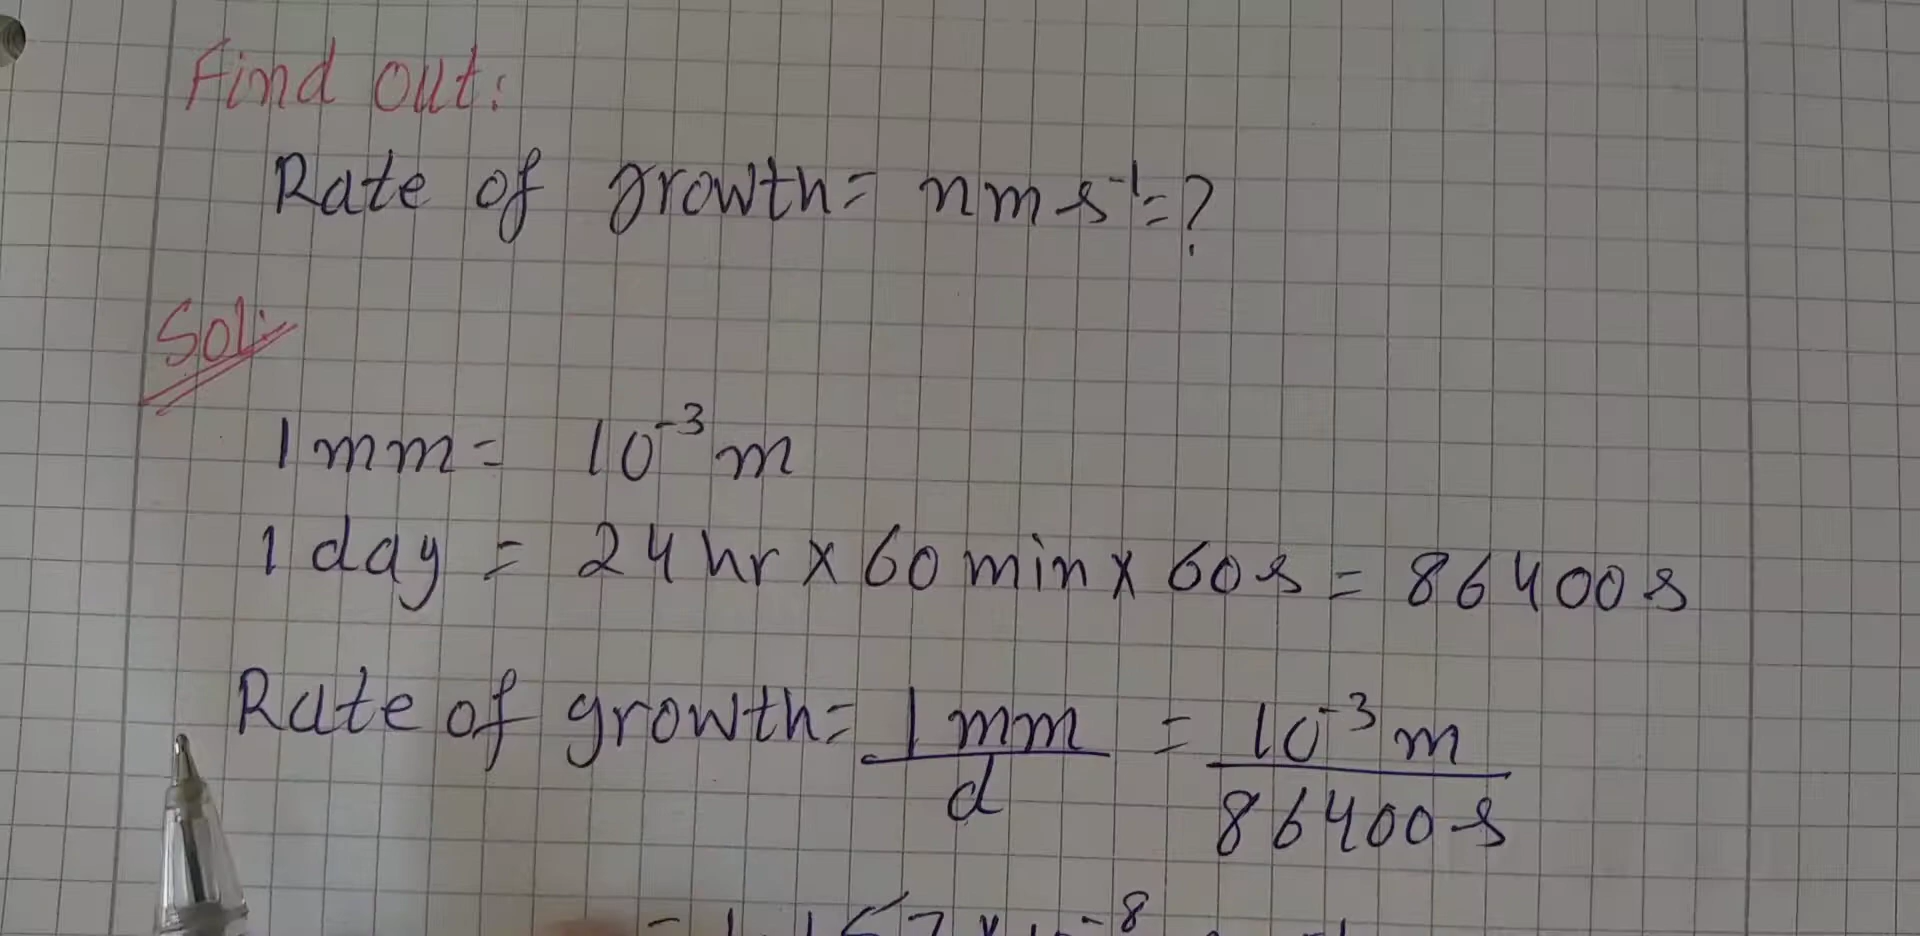 Find out:
Rate of growth = nm s⁻¹ = ?
Sol:
1 mm = 10⁻³ m
1 day = 24 hr × 60 min × 60 s = 86400 s
Rate of growth = 1 mm / d = 10⁻³ m / 86400 s